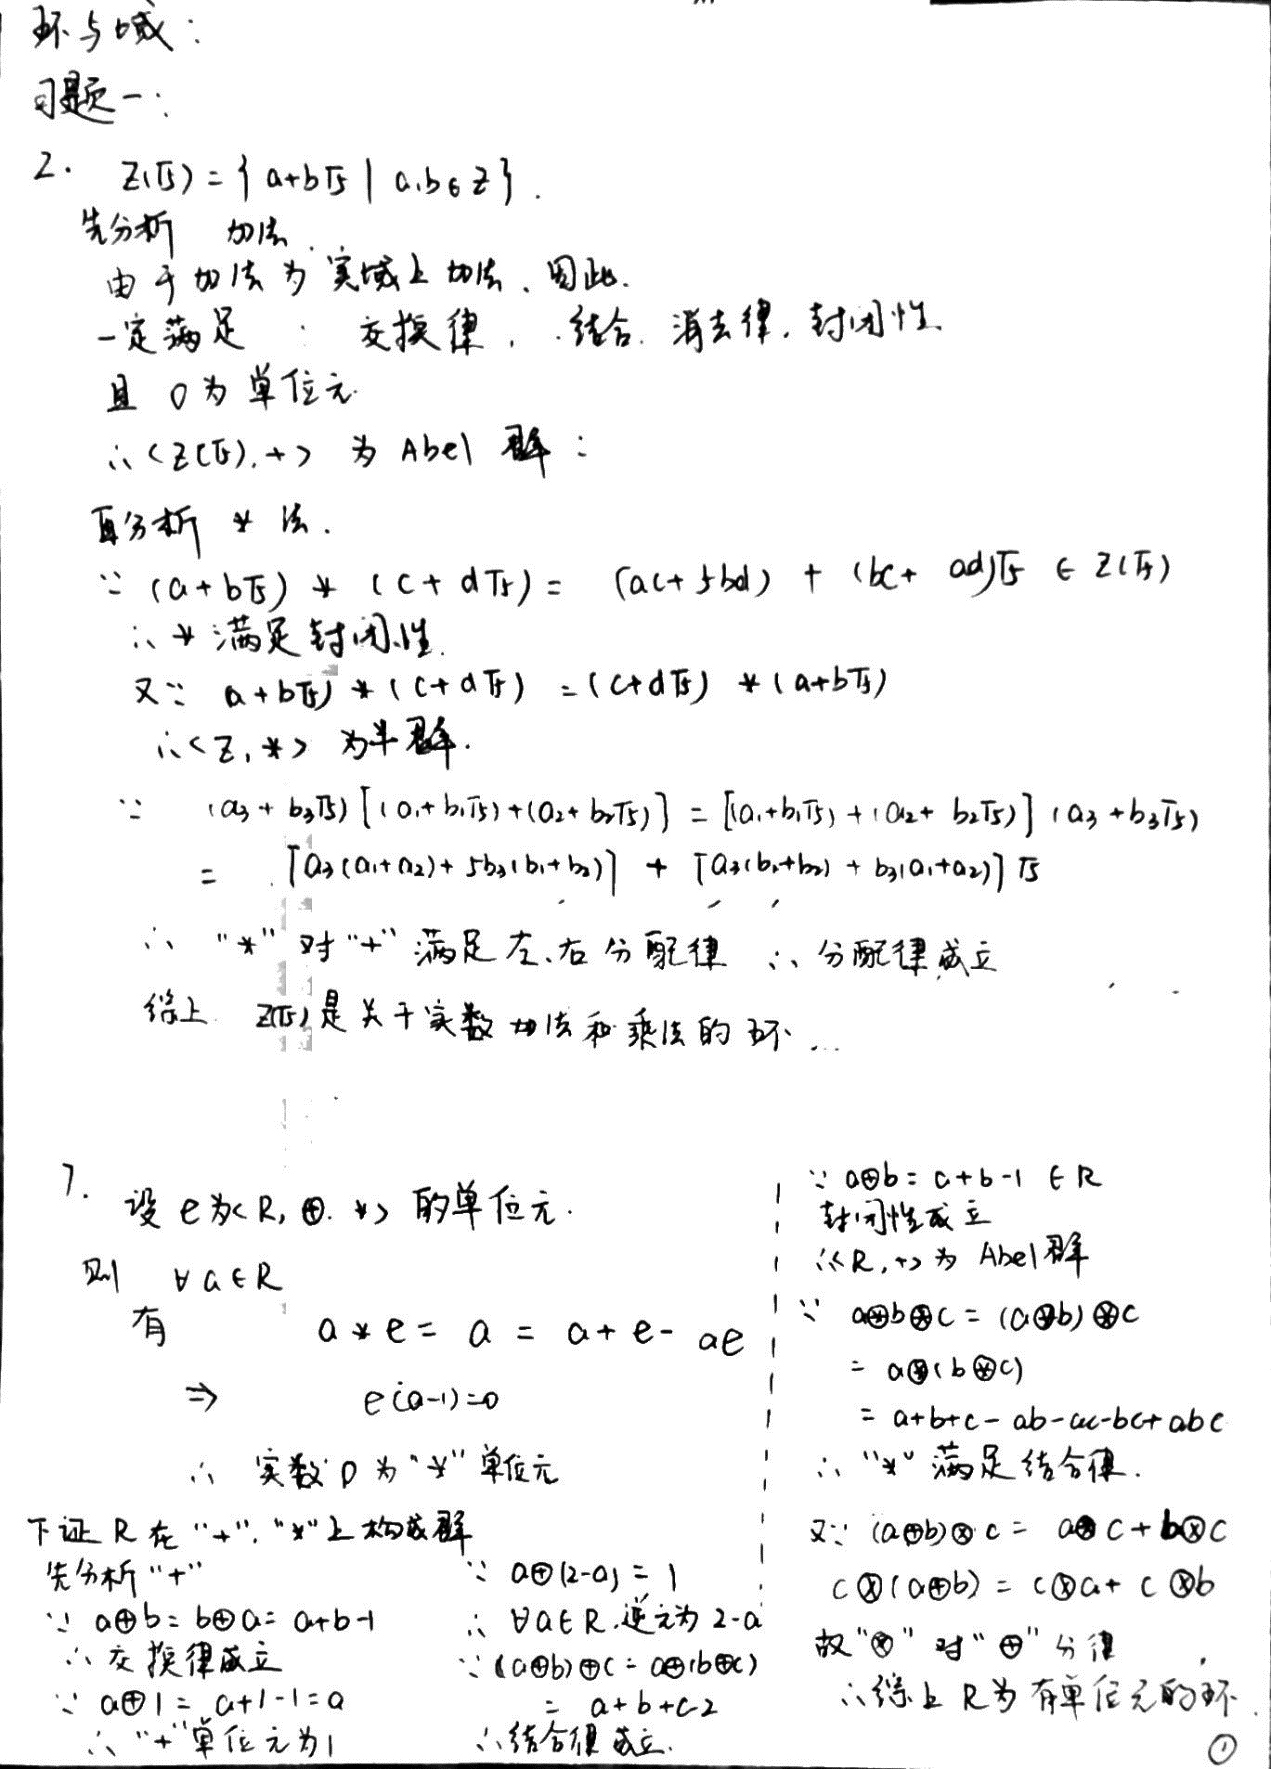 环与域：
习题一：
2. Z(√5) = { a+b√5 | a,b∈Z }.
先分析 加法.
由于加法为实域上加法、因此.
一定满足 : 交换律, 结合. 消去律. 封闭性.
且 0为单位元.
∴<Z(√5),+> 为 Abel 群：
再分析 * 法.
∵ (a+b√5) * (c+d√5) = (ac+5bd) + (bc+ad)√5 ∈ Z(√5)
∴ * 满足封闭性.
又∵ a+b√5) * (c+d√5) = (c+d√5) * (a+b√5)
∴<Z, *> 为半群.
∵ (a₃+b₃√5) [(a₁+b₁√5)+(a₂+b₂√5)] = [(a₁+b₁√5)+(a₂+b₂√5)] (a₃+b₃√5)
= [a₃(a₁+a₂)+5b₃(b₁+b₂)] + [a₃(b₁+b₂)+b₃(a₁+a₂)]√5
∴ "*" 对 "+" 满足左、右分配律 ∴ 分配律成立
综上 Z(√5) 是关于实数加法和乘法的环.
7. 设 e为<R, ⊕. *> 的单位元.
则 ∀a∈R
有 a * e = a = a+e-ae
⇒ e(a-1)=0
∴ 实数 0 为 "*" 单位元
下证 R 在 "+", "*" 上构成群
先分析 "+"
∵ a⊕b = b⊕a = a+b-1
∴ 交换律成立
∵ a⊕1 = a+1-1=a
∴ "+" 单位元为1
∵ a⊕(2-a) = 1
∴ ∀a∈R.逆元为 2-a
∵ (a⊕b)⊕c = a⊕(b⊕c)
= a+b+c-2
∴结合律成立.
∵ a⊕b = a+b-1 ∈R
封闭性成立
∴<R,+>为 Abel群
∵ a⊛b⊛c = (a⊛b)⊛c
= a⊛(b⊛c)
= a+b+c-ab-ac-bc+abc
∴ "*" 满足结合律.
又∵ (a⊕b)⊗c = a⊗c+b⊗c
c⊗(a⊕b) = c⊗a+c⊗b
故"⊗" 对"⊕" 分律
∴综上 R为 有单位元的环.
①